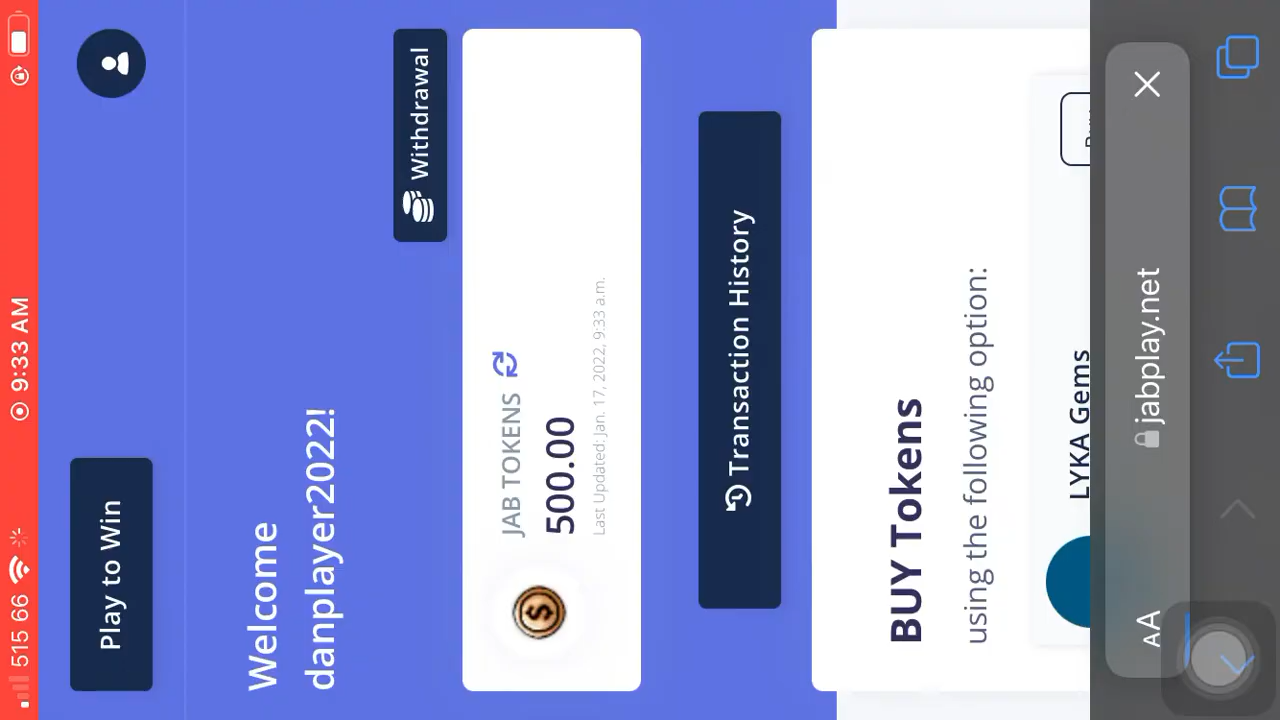 515 66
9:33 AM
Play to Win
Welcome
danplayer2022!
Withdrawal
JAB TOKENS
500.00
Last Updated: Jan. 17, 2022, 9:33 a.m.
Transaction History
BUY Tokens
using the following option:
LYKA Gems
AA
jabplay.net